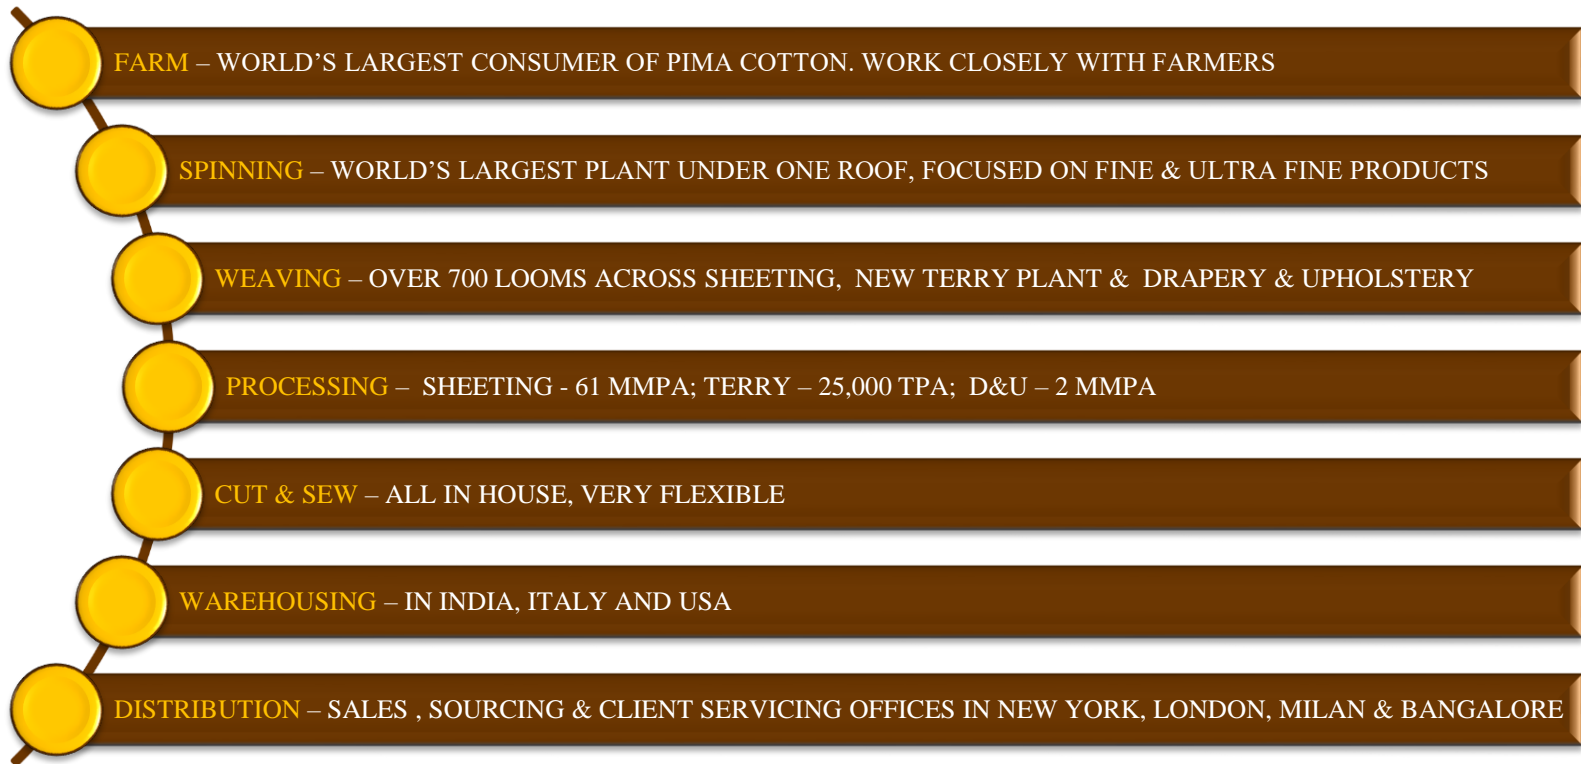 FARM – WORLD’S LARGEST CONSUMER OF PIMA COTTON. WORK CLOSELY WITH FARMERS
SPINNING – WORLD’S LARGEST PLANT UNDER ONE ROOF, FOCUSED ON FINE & ULTRA FINE PRODUCTS
WEAVING – OVER 700 LOOMS ACROSS SHEETING, NEW TERRY PLANT & DRAPERY & UPHOLSTERY
PROCESSING – SHEETING - 61 MMPA; TERRY – 25,000 TPA; D&U – 2 MMPA
CUT & SEW – ALL IN HOUSE, VERY FLEXIBLE
WAREHOUSING – IN INDIA, ITALY AND USA
DISTRIBUTION – SALES , SOURCING & CLIENT SERVICING OFFICES IN NEW YORK, LONDON, MILAN & BANGALORE